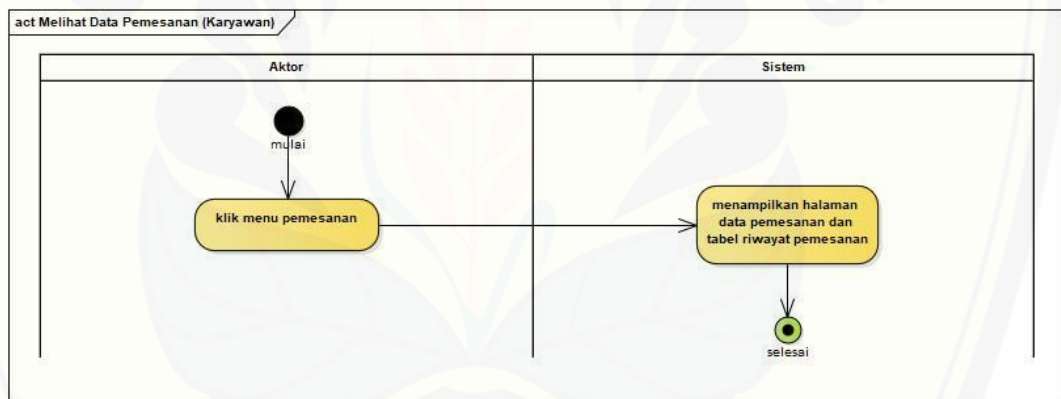 act Melihat Data Pemesanan (Karyawan)
Aktor
Sistem
mulai
klik menu pemesanan
menampilkan halaman
data pemesanan dan
tabel riwayat pemesanan
selesai